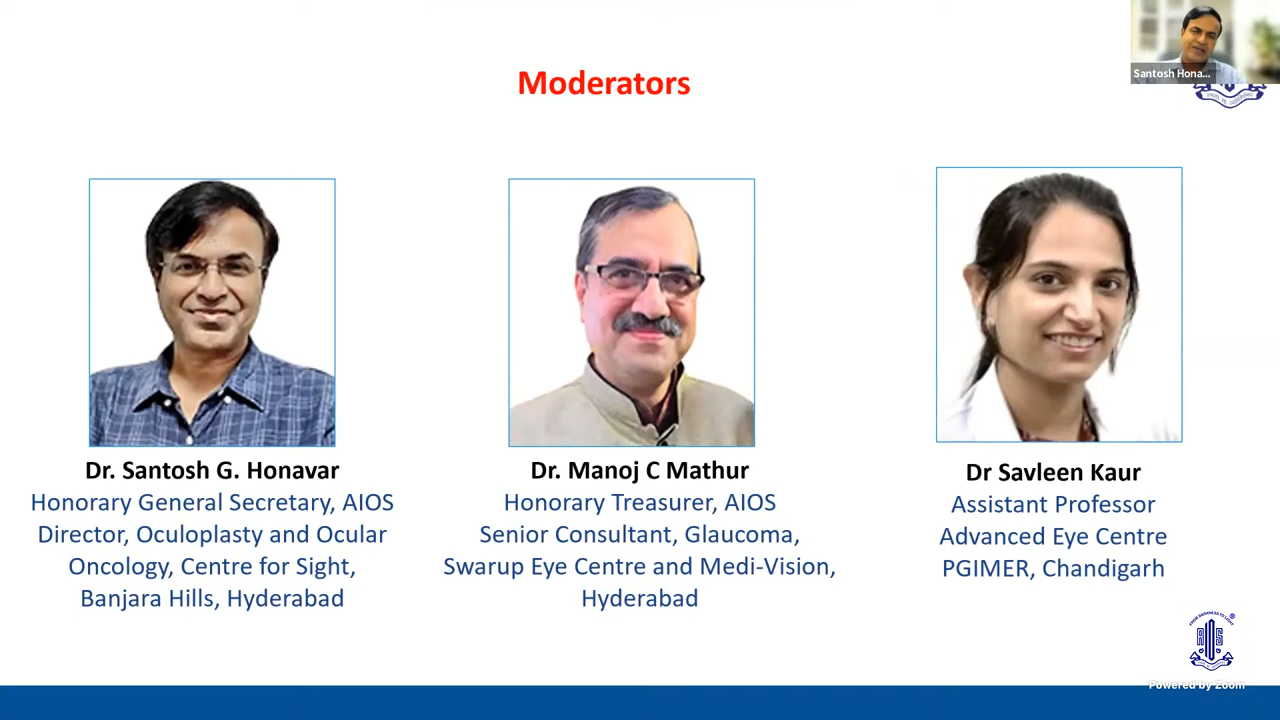 Santosh Hona...
Moderators
Dr. Santosh G. Honavar
Honorary General Secretary, AIOS
Director, Oculoplasty and Ocular
Oncology, Centre for Sight,
Banjara Hills, Hyderabad
Dr. Manoj C Mathur
Honorary Treasurer, AIOS
Senior Consultant, Glaucoma,
Swarup Eye Centre and Medi-Vision,
Hyderabad
Dr Savleen Kaur
Assistant Professor
Advanced Eye Centre
PGIMER, Chandigarh
Powered by Zoom